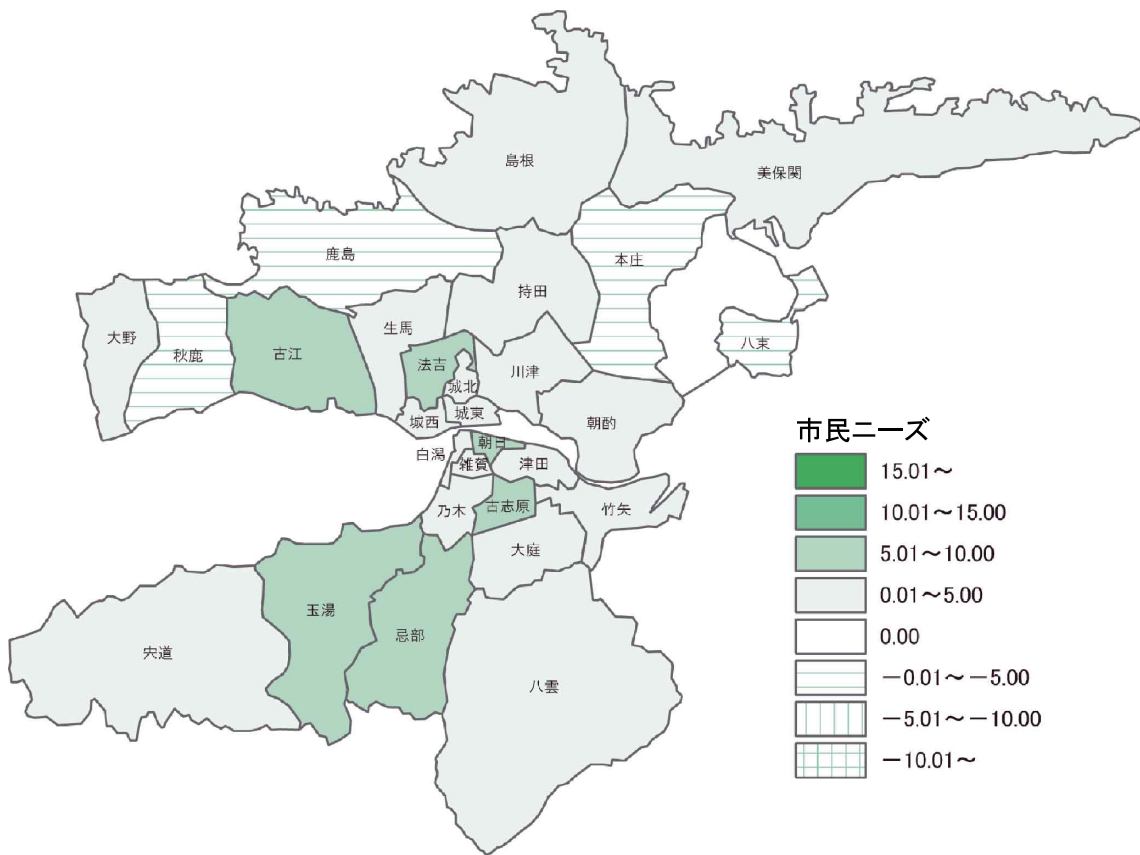 島根
美保関
鹿島
本庄
持田
大野
秋鹿
古江
生馬
法吉
川津
八束
城北
城西
城東
朝酌
白潟
朝日
雑賀
津田
乃木
古志原
竹矢
大庭
玉湯
忌部
宍道
八雲
市民ニーズ
15.01～
10.01～15.00
5.01～10.00
0.01～5.00
0.00
－0.01～－5.00
－5.01～－10.00
－10.01～